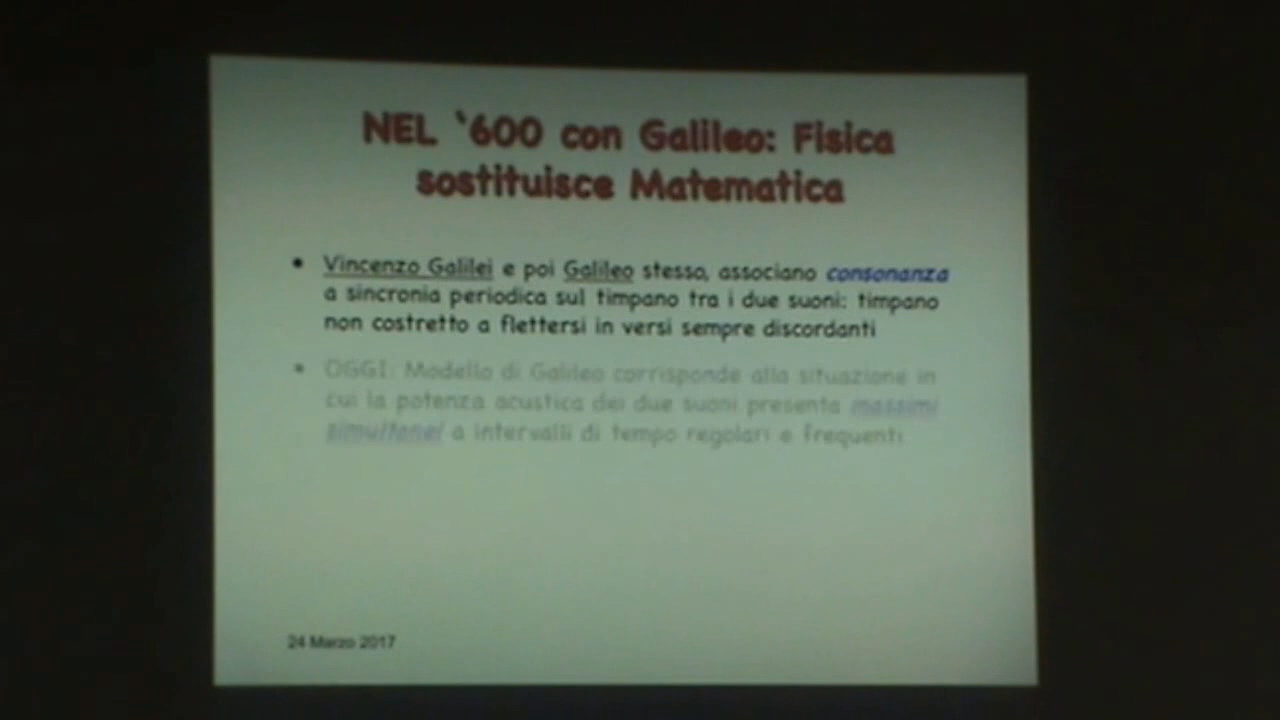 NEL '600 con Galileo: Fisica
sostituisce Matematica
• Vincenzo Galilei e poi Galileo stesso, associano consonanza
a sincronia periodica sul timpano tra i due suoni: timpano
non costretto a flettersi in versi sempre discordanti
• OGGI: Modello di Galileo corrisponde alla situazione in
cui la potenza acustica dei due suoni presenta massimi
simultanei a intervalli di tempo regolari e frequenti
24 Marzo 2017